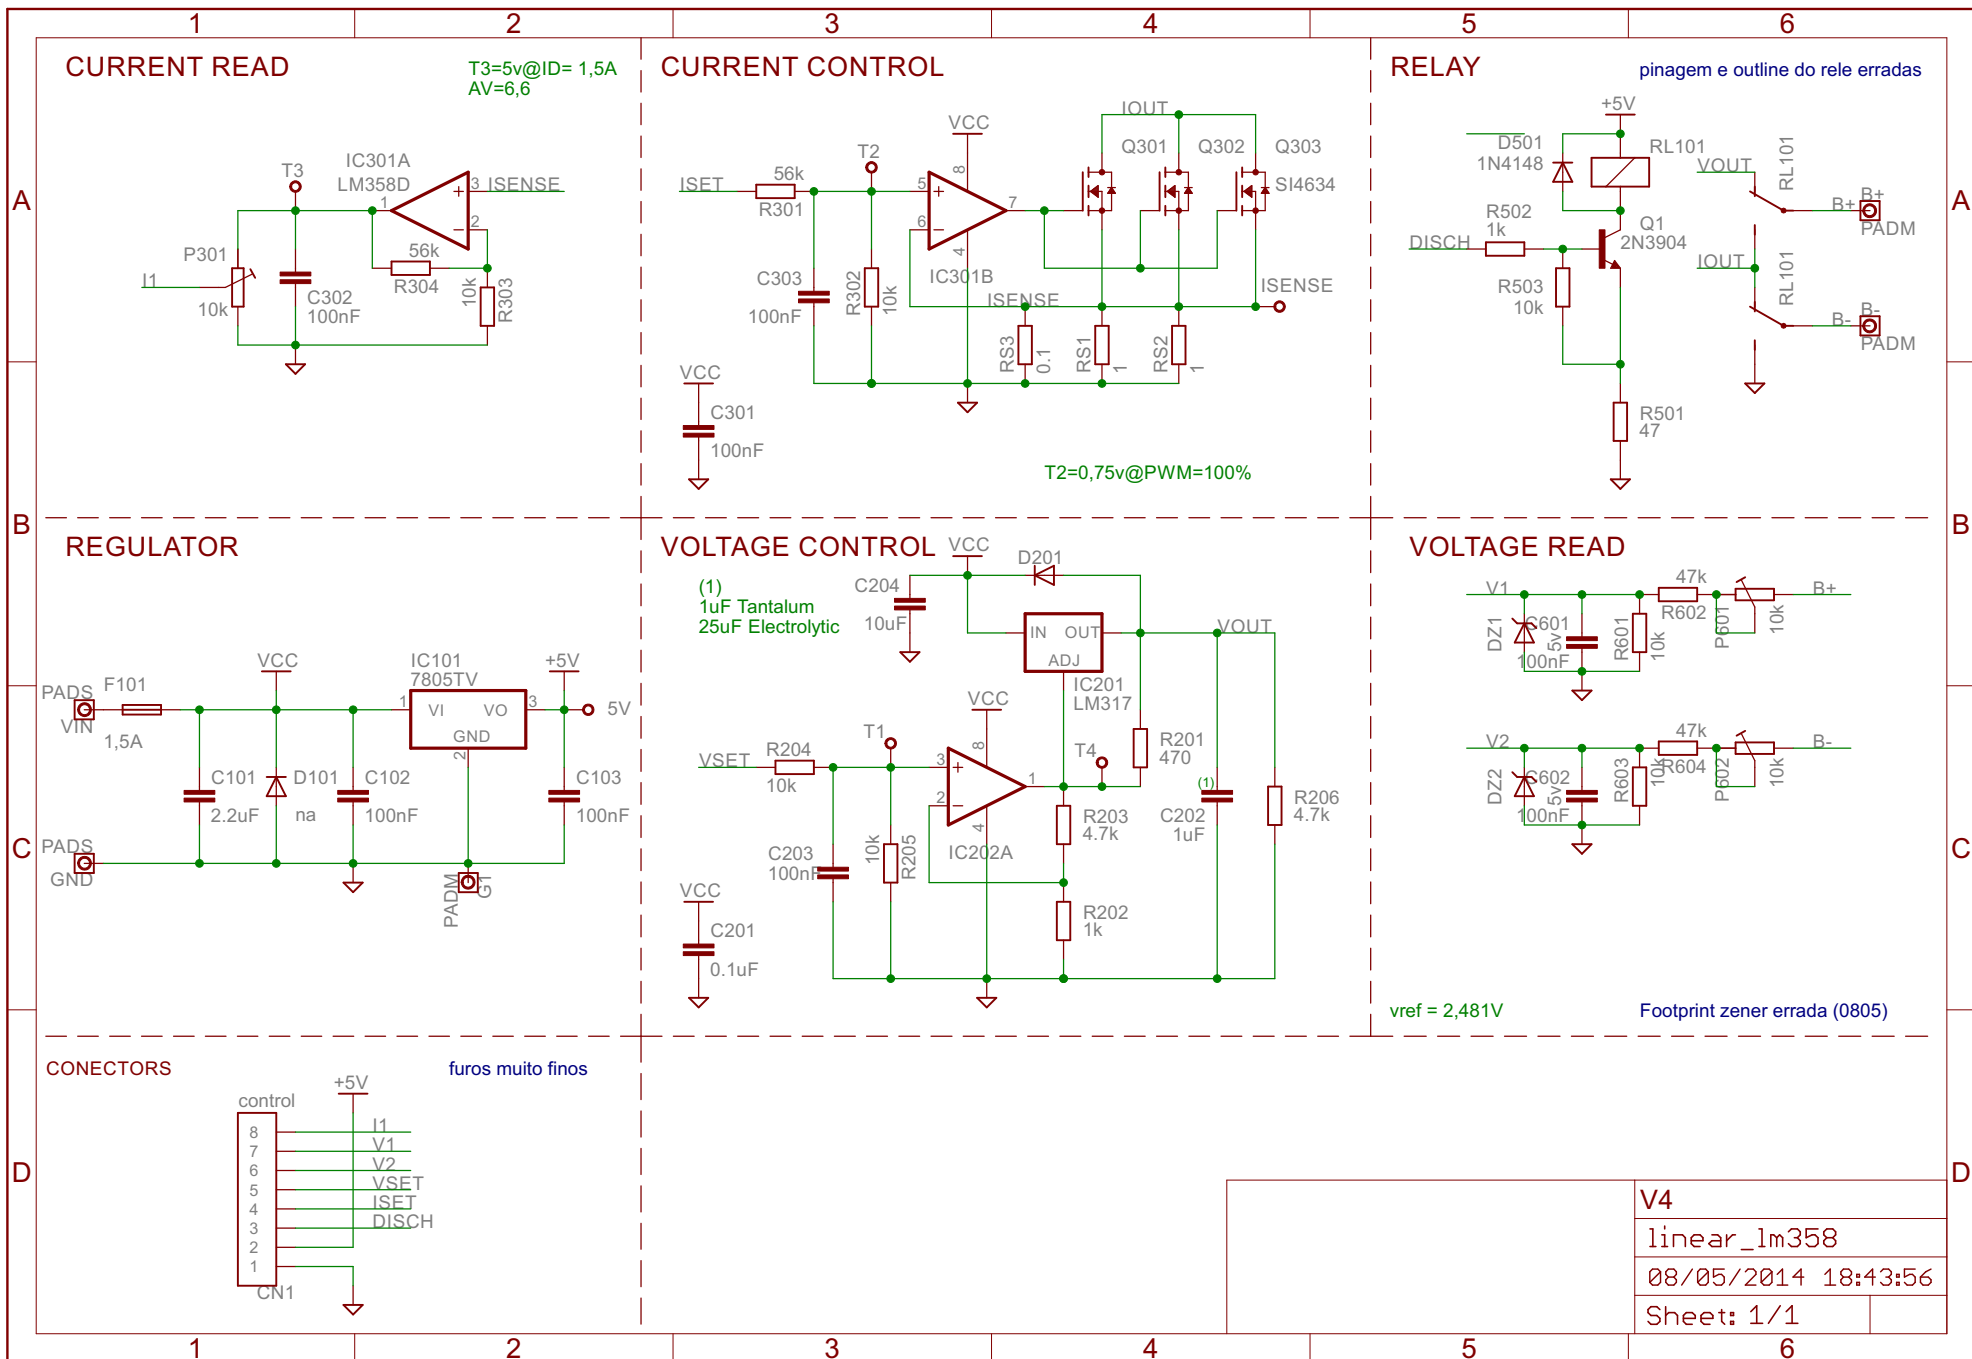 1 2 3 4 5 6
CURRENT READ
T3=5v@ID= 1,5A
AV=6,6
T3
IC301A
LM358D
3
ISENSE
1
2
P301
I1
10k
C302
100nF
56k
R304
10k
R303
CURRENT CONTROL
IOUT
VCC
T2
ISET
56k
R301
5
8
7
6
4
IC301B
Q301
Q302
Q303
SI4634
C303
100nF
R302
10k
ISENSE
ISENSE
RS3
0.1
RS1
1
RS2
1
VCC
C301
100nF
T2=0,75v@PWM=100%
RELAY
pinagem e outline do rele erradas
+5V
D501
1N4148
RL101
VOUT
RL101
B+
B+
PADM
R502
1k
DISCH
Q1
2N3904
IOUT
RL101
R503
10k
B-
B-
PADM
R501
47
A
A
B
B
REGULATOR
PADS
VIN
F101
1,5A
VCC
IC101
7805TV
1
VI
VO
GND
3
2
+5V
5V
C101
2.2uF
D101
na
C102
100nF
C103
100nF
PADS
GND
PADM
G1
VOLTAGE CONTROL
VCC
D201
(1)
1uF Tantalum
25uF Electrolytic
C204
10uF
IN
OUT
ADJ
VOUT
IC201
LM317
VCC
T1
T4
VSET
R204
10k
3
8
1
2
4
IC202A
R201
470
(1)
C202
1uF
R206
4.7k
R203
4.7k
C203
100nF
10k
R205
R202
1k
VCC
C201
0.1uF
VOLTAGE READ
V1
DZ1
C601
5v
100nF
R601
10k
47k
R602
P601
10k
B+
V2
DZ2
C602
5v
100nF
R603
10k
47k
R604
P602
10k
B-
vref = 2,481V
Footprint zener errada (0805)
C
C
CONECTORS
furos muito finos
+5V
control
8
I1
7
V1
6
V2
5
VSET
4
ISET
3
DISCH
2
1
CN1
D
D
V4
linear_lm358
08/05/2014 18:43:56
Sheet: 1/1
1 2 3 4 5 6